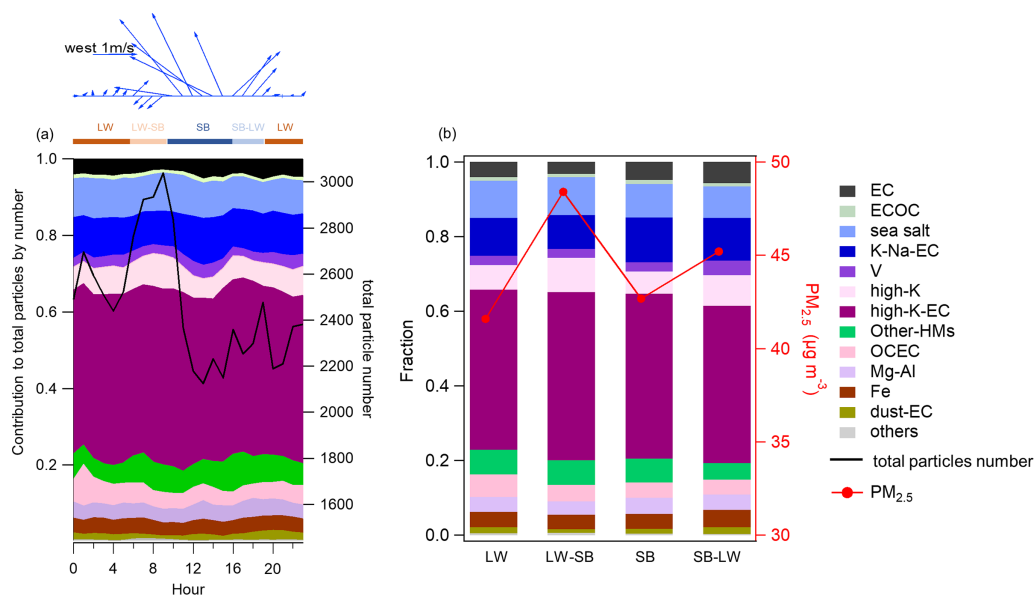 west 1m/s
(a)
LW
LW-SB
SB
SB-LW
LW
Contribution to total particles by number
1.0
0.8
0.6
0.4
0.2
0
4
8
12
16
20
Hour
3000
2800
2600
2400
2200
2000
1800
1600
total particle number
(b)
Fraction
1.0
0.8
0.6
0.4
0.2
0.0
LW
LW-SB
SB
SB-LW
50
45
40
35
30
PM2.5 (µg m-3)
EC
ECOC
sea salt
K-Na-EC
V
high-K
high-K-EC
Other-HMs
OCEC
Mg-Al
Fe
dust-EC
others
total particles number
PM2.5